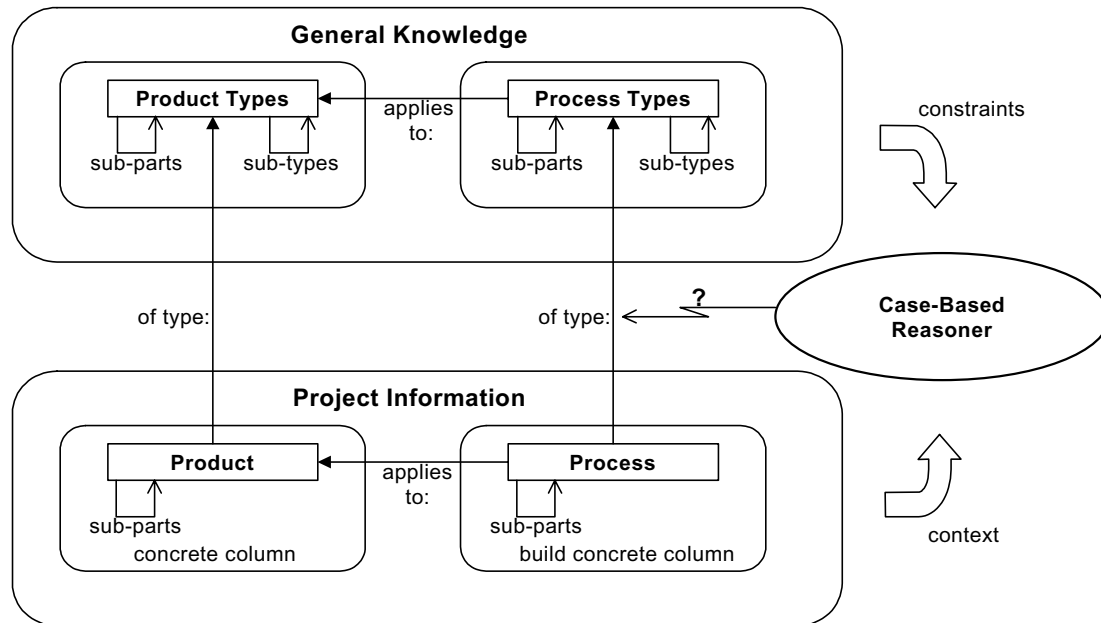 General Knowledge
Product Types
applies
to:
Process Types
sub-parts
sub-types
sub-parts
sub-types
constraints
of type:
of type:
?
Case-Based
Reasoner
Project Information
Product
applies
to:
Process
sub-parts
sub-parts
concrete column
build concrete column
context